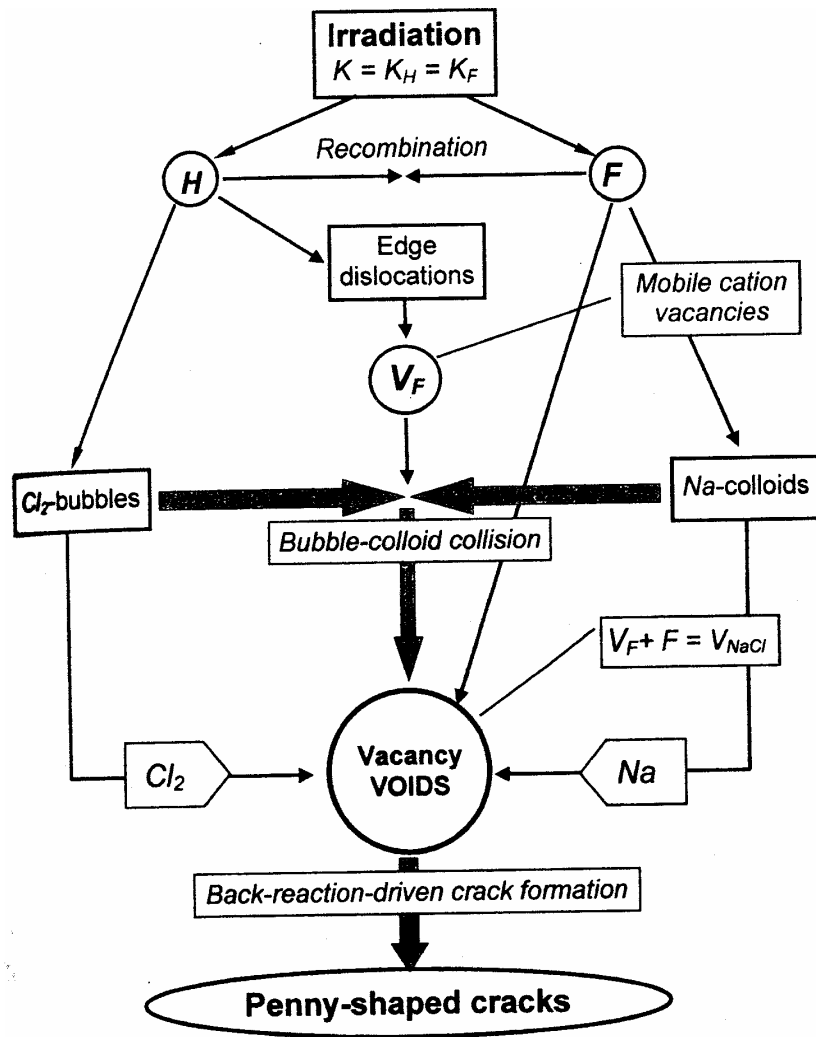 Irradiation
K = K_H = K_F
Recombination
H
F
Edge
dislocations
Mobile cation
vacancies
V_F
Cl₂-bubbles
Na-colloids
Bubble-colloid collision
V_F + F = V_NaCl
Vacancy
VOIDS
Cl₂
Na
Back-reaction-driven crack formation
Penny-shaped cracks